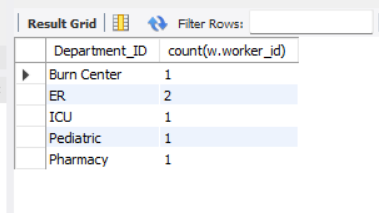 Result Grid Filter Rows:
Department_ID count(w.worker_id)
Burn Center 1
ER 2
ICU 1
Pediatric 1
Pharmacy 1